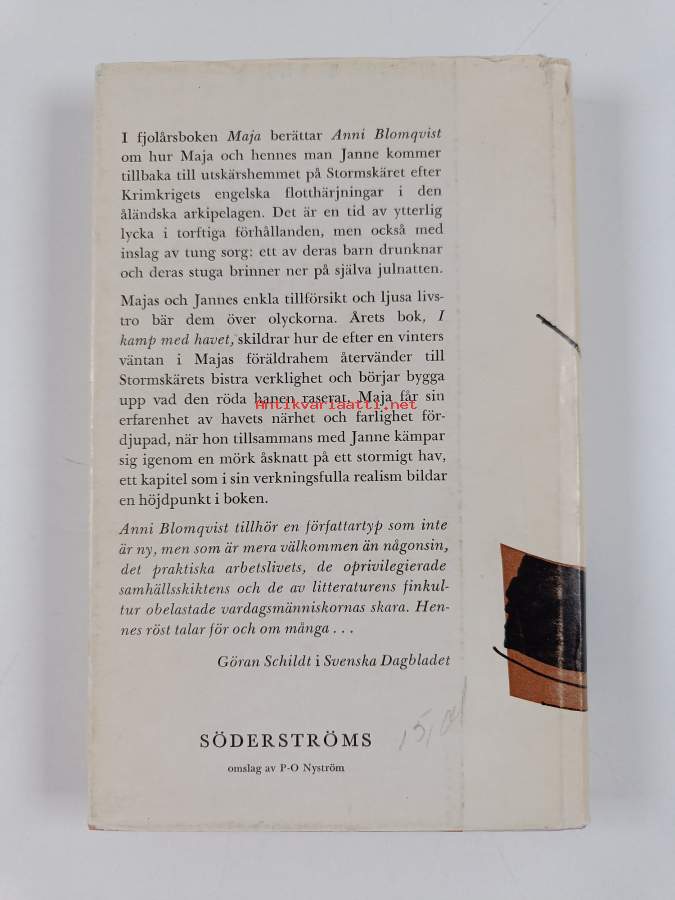 I fjolårsboken Maja berättar Anni Blomqvist
om hur Maja och hennes man Janne kommer
tillbaka till utskärshemmet på Stormskäret efter
Krimkrigets engelska flotthärjningar i den
åländska arkipelagen. Det är en tid av ytterlig
lycka i torftiga förhållanden, men också med
inslag av tung sorg: ett av deras barn drunknar
och deras stuga brinner ner på själva julnatten.
Majas och Jannes enkla tillförsikt och ljusa livs-
tro bär dem över olyckorna. Årets bok, I
kamp med havet, skildrar hur de efter en vinters
väntan i Majas föräldrahem återvänder till
Stormskärets bistra verklighet och börjar bygga
upp vad den röda hanen raserat. Maja får sin
Antikvariaatti.net
erfarenhet av havets närhet och farlighet för-
djupad, när hon tillsammans med Janne kämpar
sig igenom en mörk åsknatt på ett stormigt hav,
ett kapitel som i sin verkningsfulla realism bildar
en höjdpunkt i boken.
Anni Blomqvist tillhör en författartyp som inte
är ny, men som är mera välkommen än någonsin,
det praktiska arbetslivets, de oprivilegierade
samhällsskiktens och de av litteraturens finkul-
tur obelastade vardagsmänniskornas skara. Hen-
nes röst talar för och om många . . .
Göran Schildt i Svenska Dagbladet
SÖDERSTRÖMS
omslag av P-O Nyström